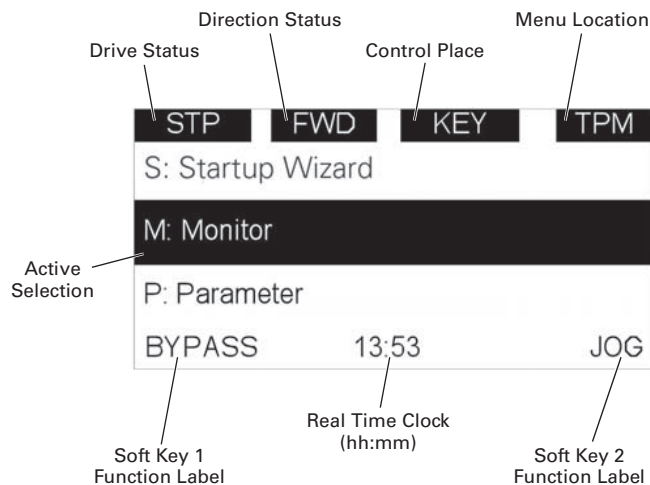 Direction Status
Menu Location
Drive Status
Control Place
STP FWD KEY TPM
S: Startup Wizard
M: Monitor
Active
Selection
P: Parameter
BYPASS 13:53 JOG
Real Time Clock
(hh:mm)
Soft Key 1
Function Label
Soft Key 2
Function Label